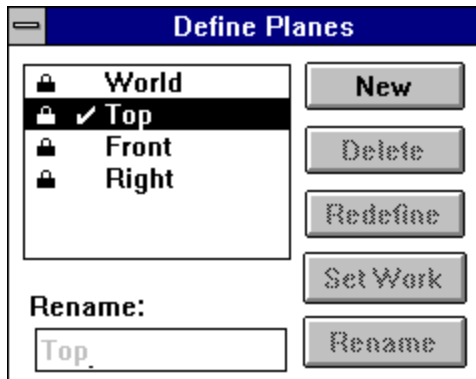 Define Planes
World
✓ Top
Front
Right
New
Delete
Redefine
Set Work
Rename
Rename:
Top